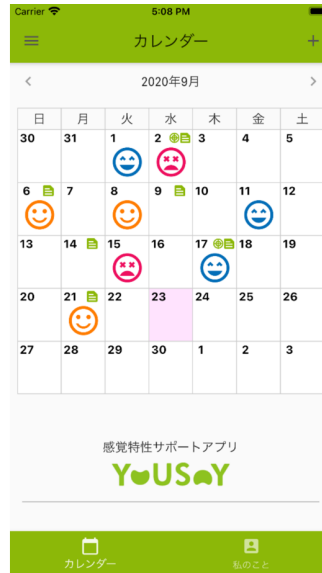 Carrier 5:08 PM
カレンダー +
< 2020年9月 >
日 月 火 水 木 金 土
30 31 1 2 3 4 5
6 7 8 9 10 11 12
13 14 15 16 17 18 19
20 21 22 23 24 25 26
27 28 29 30 1 2 3
感覚特性サポートアプリ
YOUSAY
カレンダー 私のこと